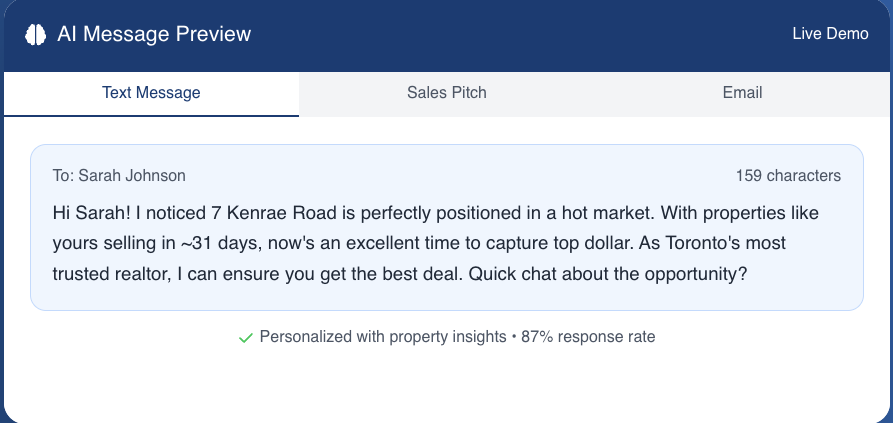 AI Message Preview
Live Demo
Text Message
Sales Pitch
Email
To: Sarah Johnson
159 characters
Hi Sarah! I noticed 7 Kenrae Road is perfectly positioned in a hot market. With properties like
yours selling in ~31 days, now's an excellent time to capture top dollar. As Toronto's most
trusted realtor, I can ensure you get the best deal. Quick chat about the opportunity?
Personalized with property insights • 87% response rate